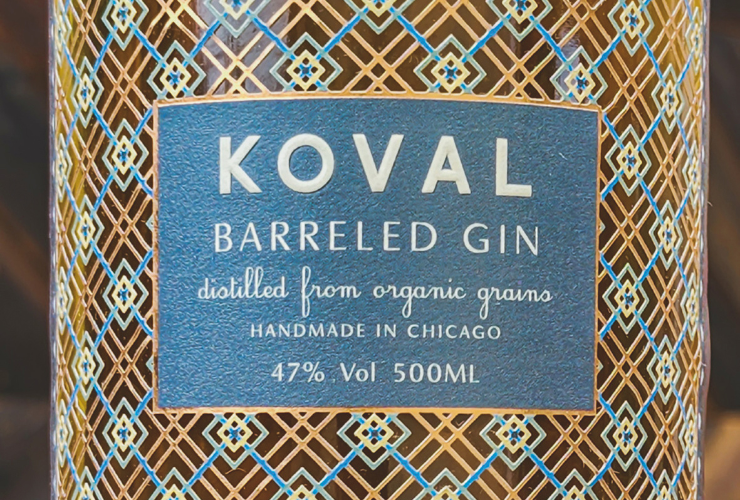 KOVAL
BARRELED GIN
distilled from organic grains
HANDMADE IN CHICAGO
47% Vol 500ML